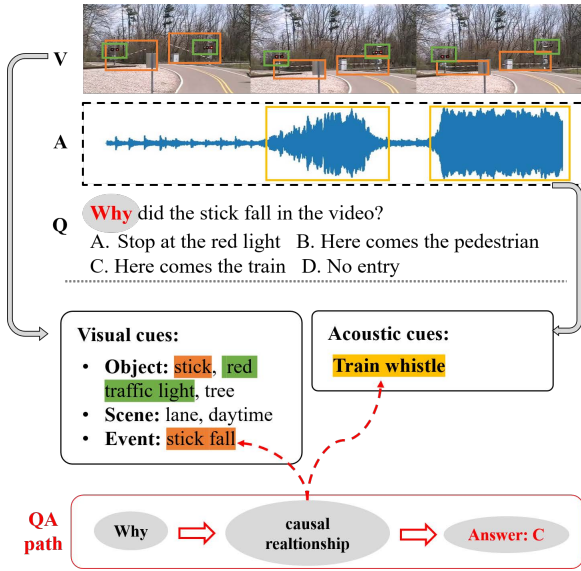 V
A
Q
Why did the stick fall in the video?
A. Stop at the red light B. Here comes the pedestrian
C. Here comes the train D. No entry
Visual cues:
• Object: stick, red
traffic light, tree
• Scene: lane, daytime
• Event: stick fall
Acoustic cues:
Train whistle
QA
path
Why
causal
realtionship
Answer: C